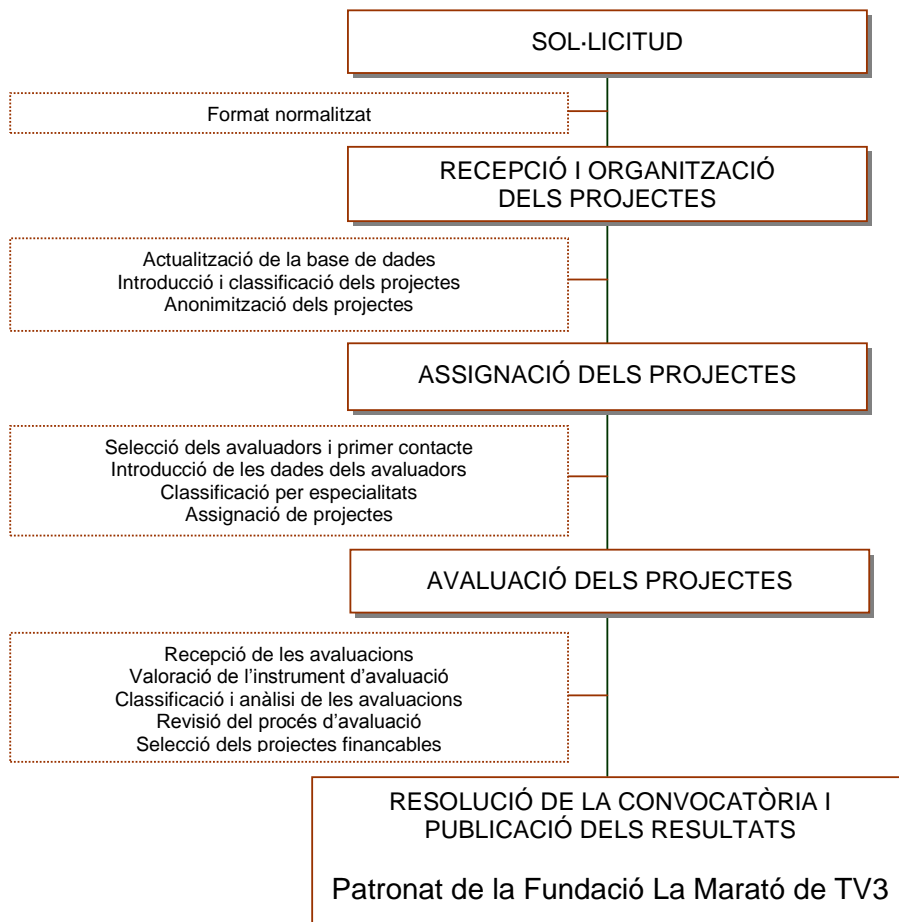 SOL·LICITUD
Format normalitzat
RECEPCIÓ I ORGANITZACIÓ
DELS PROJECTES
Actualització de la base de dades
Introducció i classificació dels projectes
Anonimització dels projectes
ASSIGNACIÓ DELS PROJECTES
Selecció dels avaluadors i primer contacte
Introducció de les dades dels avaluadors
Classificació per especialitats
Assignació de projectes
AVALUACIÓ DELS PROJECTES
Recepció de les avaluacions
Valoració de l’instrument d’avaluació
Classificació i anàlisi de les avaluacions
Revisió del procés d’avaluació
Selecció dels projectes finançables
RESOLUCIÓ DE LA CONVOCATÒRIA I
PUBLICACIÓ DELS RESULTATS
Patronat de la Fundació La Marató de TV3